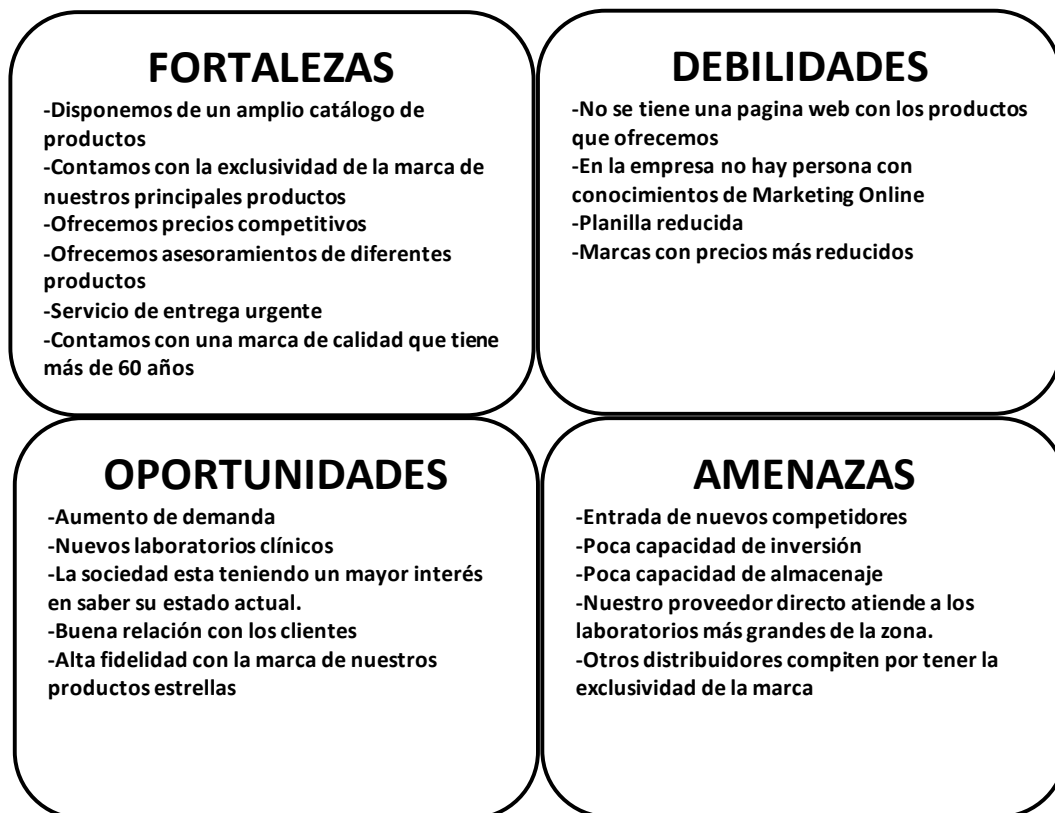 FORTALEZAS
-Disponemos de un amplio catálogo de
productos
-Contamos con la exclusividad de la marca de
nuestros principales productos
-Ofrecemos precios competitivos
-Ofrecemos asesoramientos de diferentes
productos
-Servicio de entrega urgente
-Contamos con una marca de calidad que tiene
más de 60 años
DEBILIDADES
-No se tiene una pagina web con los productos
que ofrecemos
-En la empresa no hay persona con
conocimientos de Marketing Online
-Planilla reducida
-Marcas con precios más reducidos
OPORTUNIDADES
-Aumento de demanda
-Nuevos laboratorios clínicos
-La sociedad esta teniendo un mayor interés
en saber su estado actual.
-Buena relación con los clientes
-Alta fidelidad con la marca de nuestros
productos estrellas
AMENAZAS
-Entrada de nuevos competidores
-Poca capacidad de inversión
-Poca capacidad de almacenaje
-Nuestro proveedor directo atiende a los
laboratorios más grandes de la zona.
-Otros distribuidores compiten por tener la
exclusividad de la marca